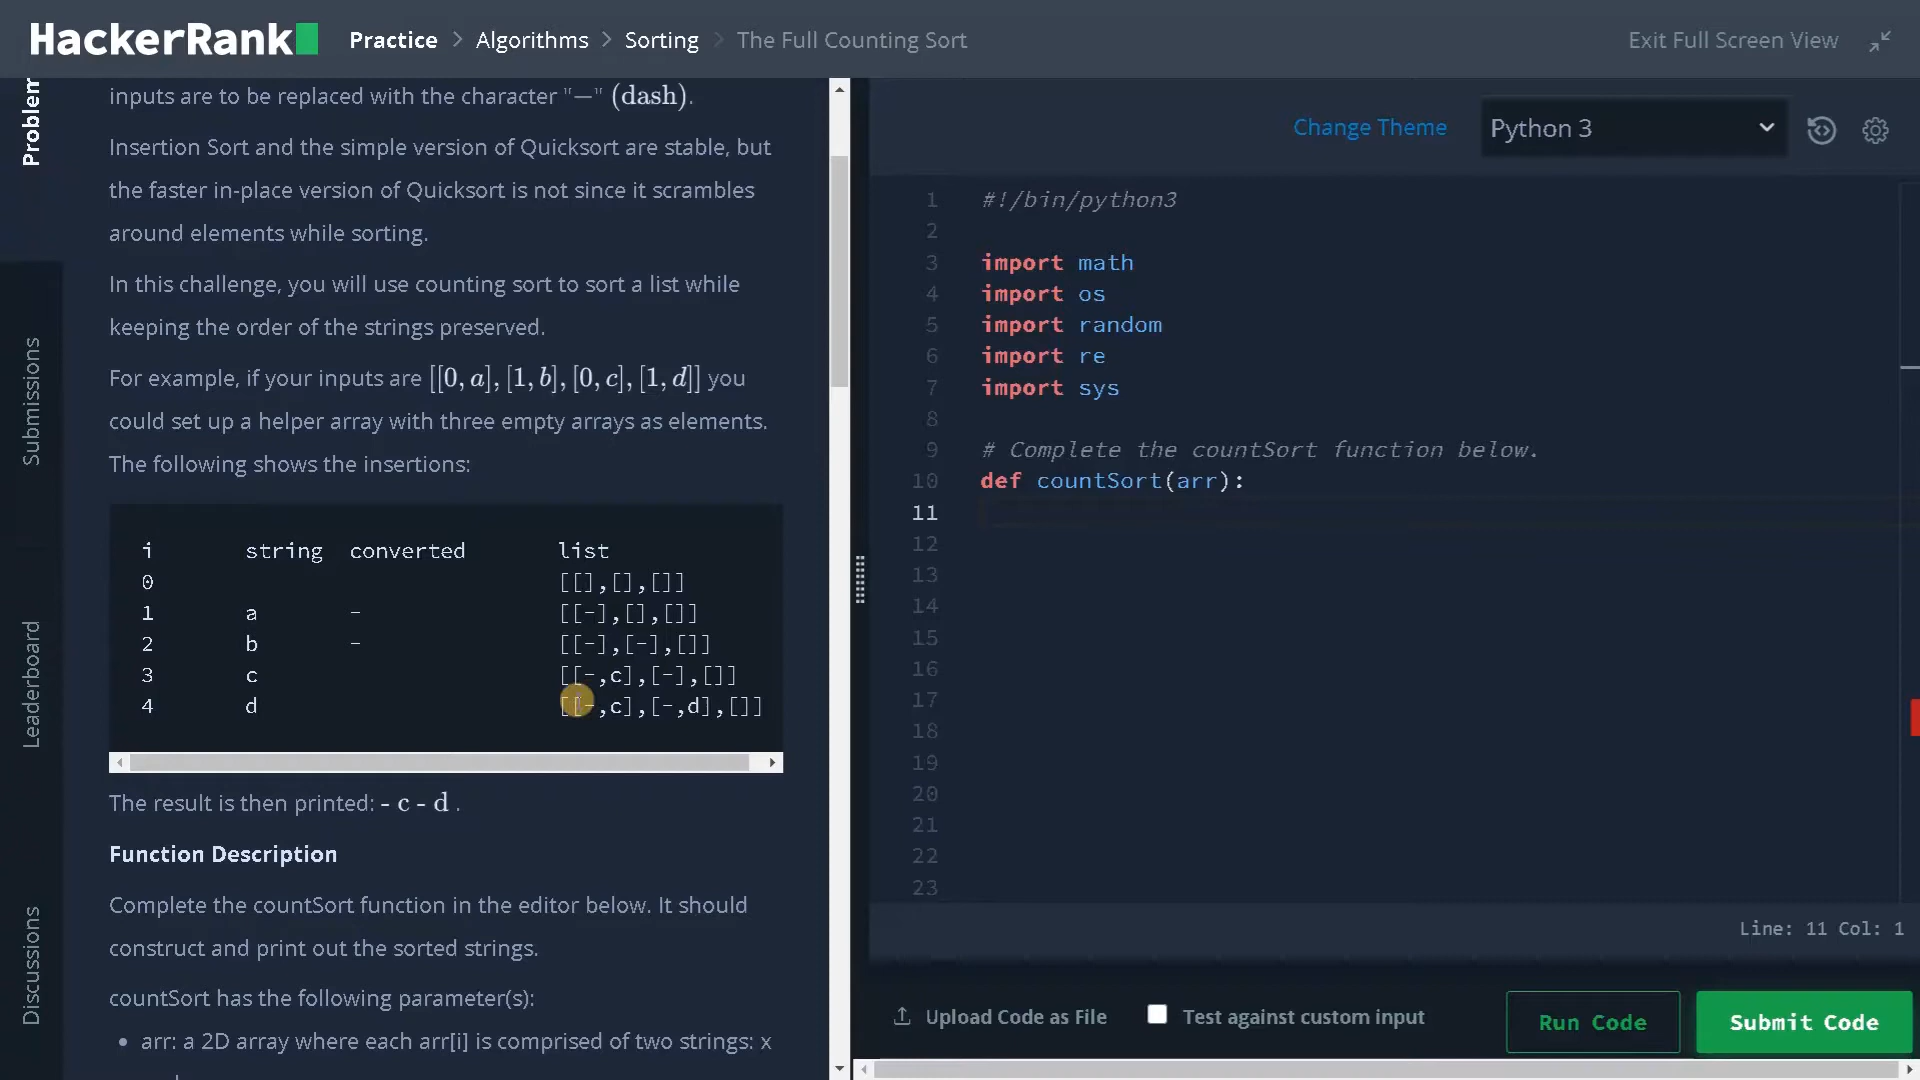 HackerRank
Practice > Algorithms > Sorting > The Full Counting Sort
Exit Full Screen View
Problem
Submissions
Leaderboard
Discussions
inputs are to be replaced with the character "—" (dash).
Insertion Sort and the simple version of Quicksort are stable, but
the faster in-place version of Quicksort is not since it scrambles
around elements while sorting.
In this challenge, you will use counting sort to sort a list while
keeping the order of the strings preserved.
For example, if your inputs are [[0, a], [1, b], [0, c], [1, d]] you
could set up a helper array with three empty arrays as elements.
The following shows the insertions:
i string converted list
0 [[],[],[]]
1 a - [[-],[],[]]
2 b - [[-],[-],[]]
3 c [[-,c],[-],[]]
4 d [[-,c],[-,d],[]]
The result is then printed: - c - d .
Function Description
Complete the countSort function in the editor below. It should
construct and print out the sorted strings.
countSort has the following parameter(s):
• arr: a 2D array where each arr[i] is comprised of two strings: x
Change Theme
Python 3
1 #!/bin/python3
2
3 import math
4 import os
5 import random
6 import re
7 import sys
8
9 # Complete the countSort function below.
10 def countSort(arr):
11
12
13
14
15
16
17
18
19
20
21
22
23
Line: 11 Col: 1
Upload Code as File
Test against custom input
Run Code
Submit Code